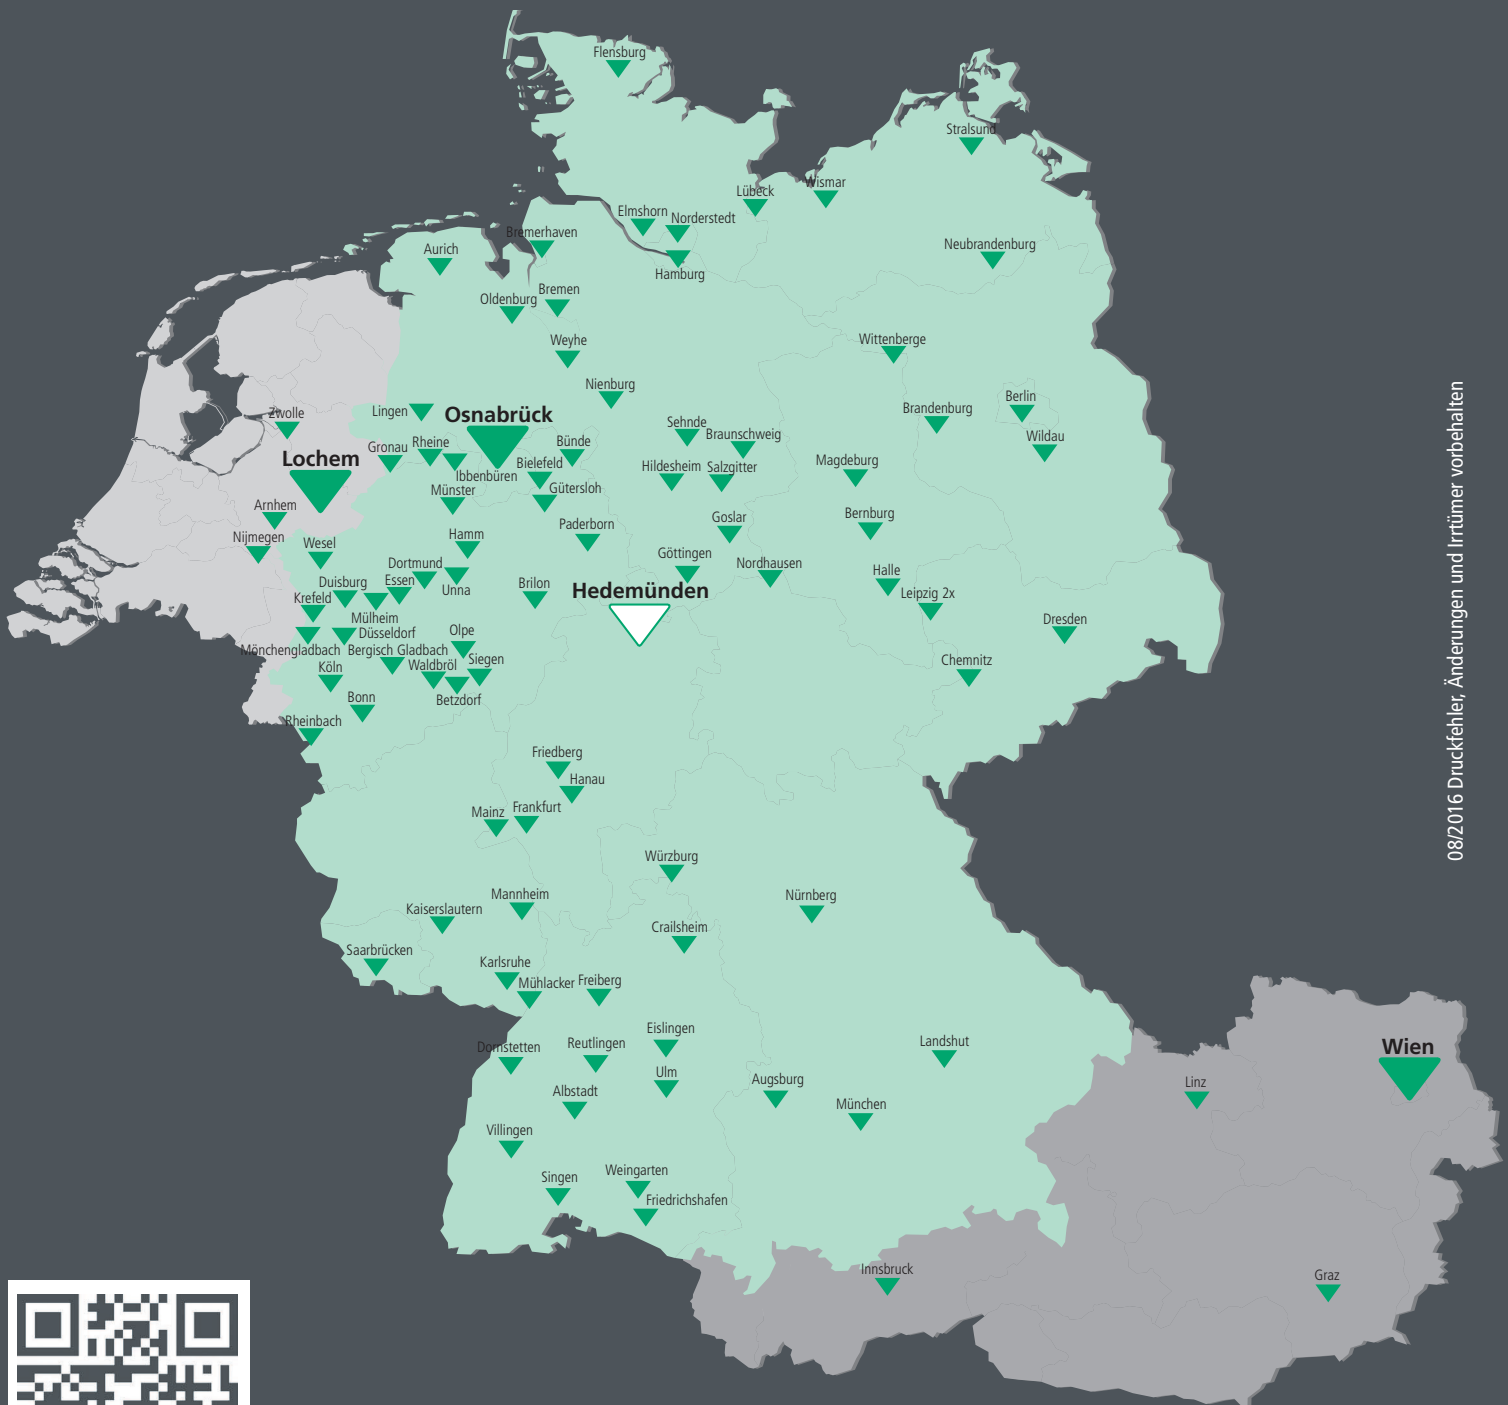 Flensburg
Stralsund
Wismar
Lübeck
Elmshorn
Norderstedt
Bremerhaven
Neubrandenburg
Aurich
Hamburg
Bremen
Oldenburg
Weyhe
Wittenberge
Nienburg
Berlin
Brandenburg
Lingen
Osnabrück
Zwolle
Sehnde
Braunschweig
Wildau
Gronau
Rheine
Bünde
Lochem
Bielefeld
Hildesheim
Salzgitter
Magdeburg
Ibbenbüren
Münster
Gütersloh
Arnhem
Bernburg
Paderborn
Goslar
Nijmegen
Wesel
Hamm
Göttingen
Dortmund
Nordhausen
Halle
Duisburg
Essen
Unna
Brilon
Hedemünden
Leipzig 2x
Krefeld
Mülheim
Dresden
Düsseldorf
Olpe
Mönchengladbach
Bergisch Gladbach
Köln
Waldbröl
Siegen
Chemnitz
Bonn
Betzdorf
Rheinbach
Friedberg
Hanau
Mainz
Frankfurt
Würzburg
Mannheim
Nürnberg
Kaiserslautern
Crailsheim
Saarbrücken
Karlsruhe
Mühlacker
Freiberg
Eislingen
Dornstetten
Reutlingen
Landshut
Wien
Ulm
Augsburg
Linz
Albstadt
München
Villingen
Singen
Weingarten
Friedrichshafen
Innsbruck
Graz
08/2016 Druckfehler, Änderungen und Irrtümer vorbehalten